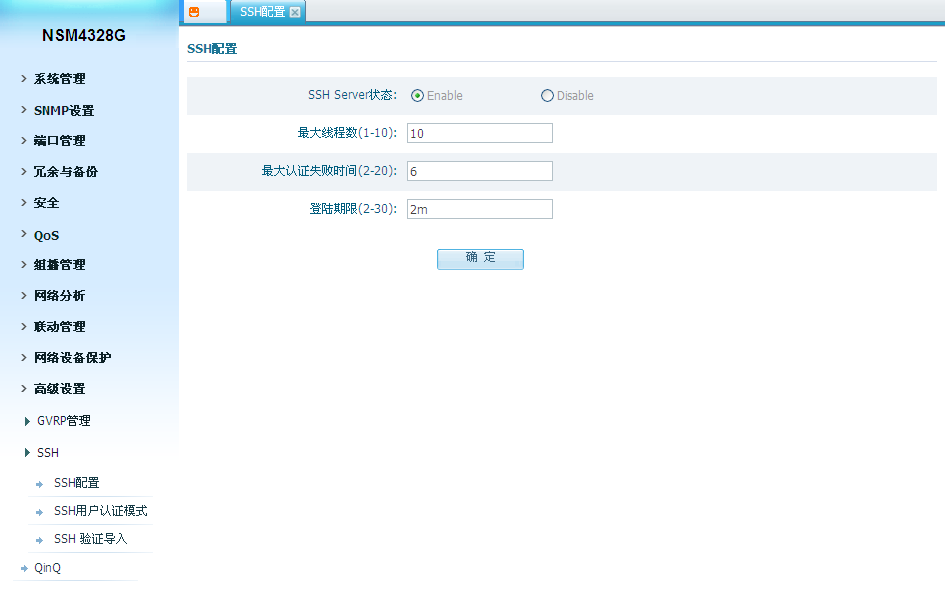 NSM4328G
系统管理
SNMP设置
端口管理
冗余与备份
安全
QoS
组播管理
网络分析
联动管理
网络设备保护
高级设置
GVRP管理
SSH
SSH配置
SSH用户认证模式
SSH 验证导入
QinQ
SSH配置
SSH配置
SSH Server状态: Enable Disable
最大线程数(1-10): 10
最大认证失败时间(2-20): 6
登陆期限(2-30): 2m
确 定